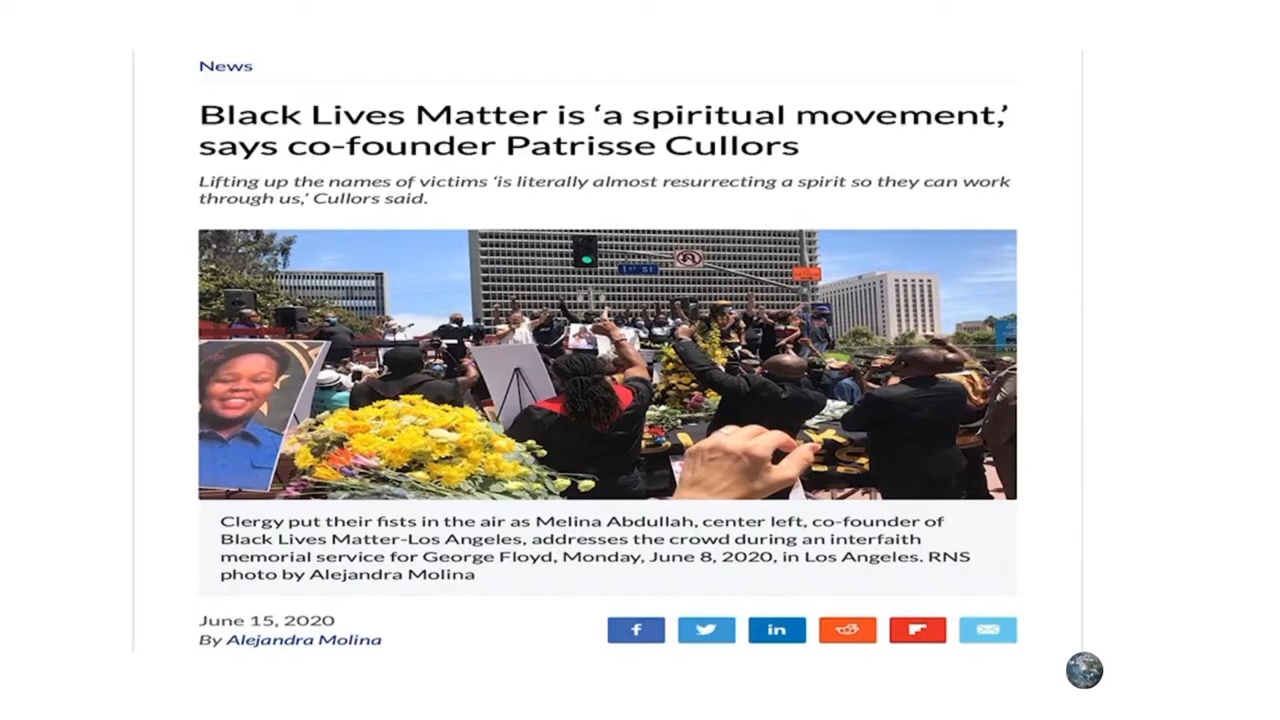 News
Black Lives Matter is ‘a spiritual movement,’
says co-founder Patrisse Cullors
Lifting up the names of victims ‘is literally almost resurrecting a spirit so they can work
through us,’ Cullors said.
1st St
Clergy put their fists in the air as Melina Abdullah, center left, co-founder of
Black Lives Matter-Los Angeles, addresses the crowd during an interfaith
memorial service for George Floyd, Monday, June 8, 2020, in Los Angeles. RNS
photo by Alejandra Molina
June 15, 2020
By Alejandra Molina
f
in